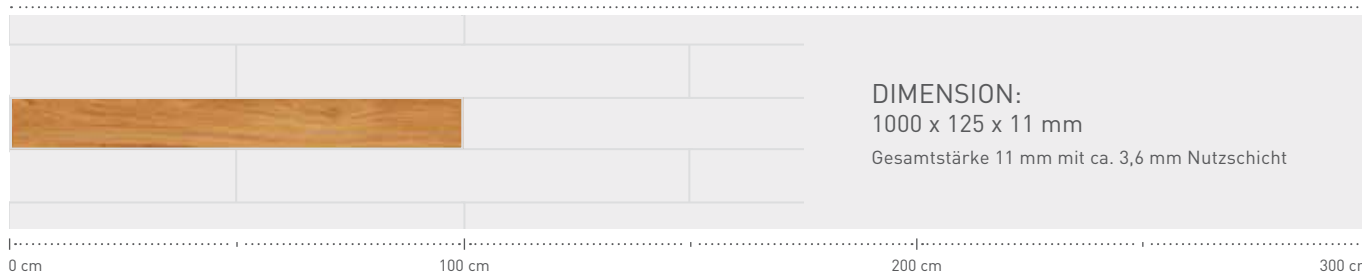 DIMENSION:
1000 x 125 x 11 mm
Gesamtstärke 11 mm mit ca. 3,6 mm Nutzschicht
0 cm 100 cm 200 cm 300 cm